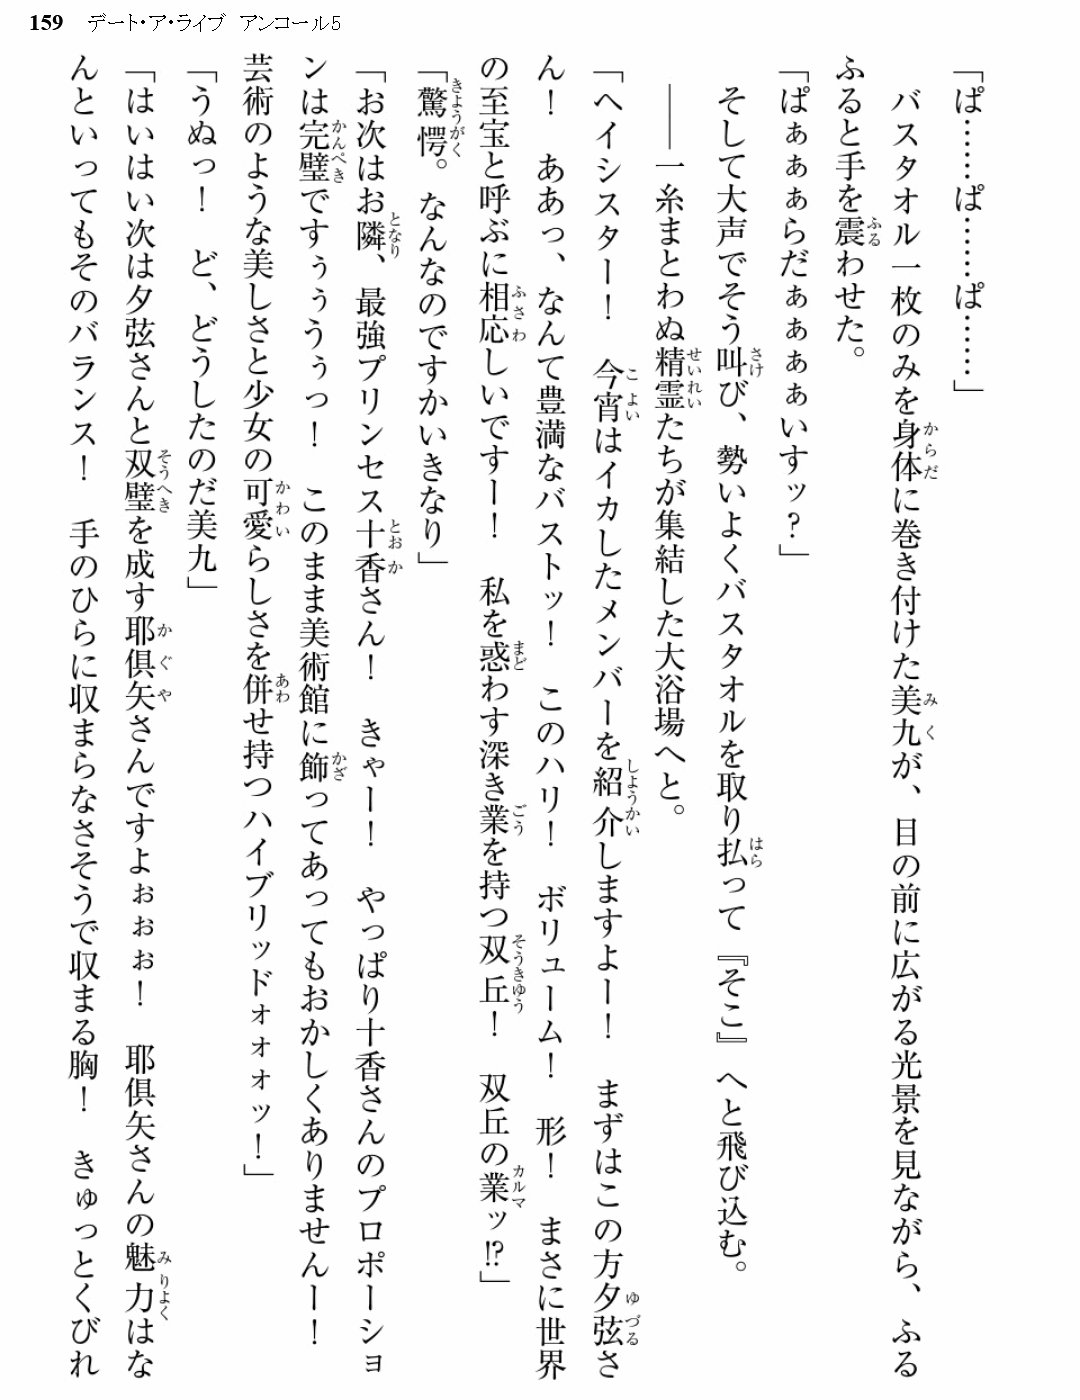 159 デート・ア・ライブ アンコール5
「ぱ……ぱ……ぱ……」
バスタオル一枚のみを身体に巻き付けた美九が、目の前に広がる光景を見ながら、ふる
ふると手を震わせた。
「ぱぁぁぁらだぁぁぁぁいすッ?」
そして大声でそう叫び、勢いよくバスタオルを取り払って『そこ』へと飛び込む。
――一糸まとわぬ精霊たちが集結した大浴場へと。
「ヘイシスター！　今宵はイカしたメンバーを紹介しますよー！　まずはこの方夕弦さ
ん！　ああっ、なんて豊満なバストッ！　このハリ！　ボリューム！　形！　まさに世界
の至宝と呼ぶに相応しいですー！　私を惑わす深き業を持つ双丘！　双丘の業ッ!?」
「驚愕。なんなのですかいきなり」
「お次はお隣、最強プリンセス十香さん！　きゃー！　やっぱり十香さんのプロポーショ
ンは完璧ですぅぅうぅっ！　このまま美術館に飾ってあってもおかしくありませんー！
芸術のような美しさと少女の可愛らしさを併せ持つハイブリッドォォォッ！」
「うぬっ！　ど、どうしたのだ美九」
「はいはい次は夕弦さんと双璧を成す耶倶矢さんですよぉぉぉ！　耶倶矢さんの魅力はな
んといってもそのバランス！　手のひらに収まらなさそうで収まる胸！　きゅっとくびれ